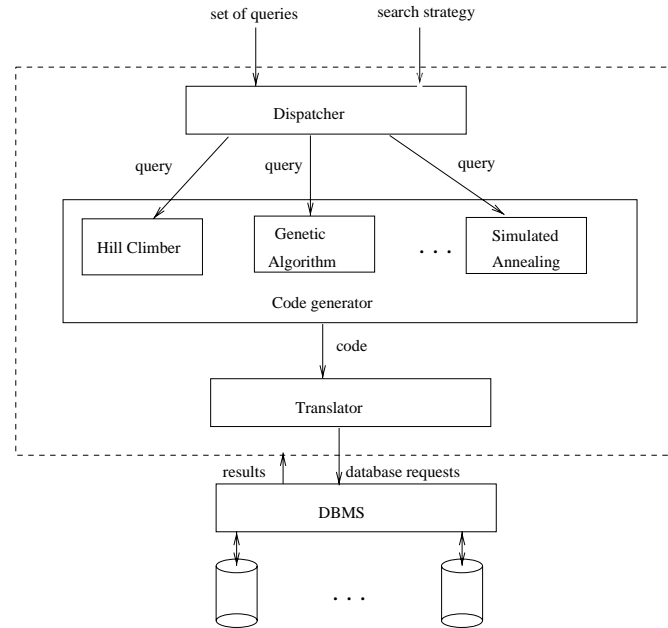 set of queries
search strategy
Dispatcher
query
query
query
Hill Climber
Genetic
Algorithm
. . .
Simulated
Annealing
Code generator
code
Translator
results
database requests
DBMS
. . .